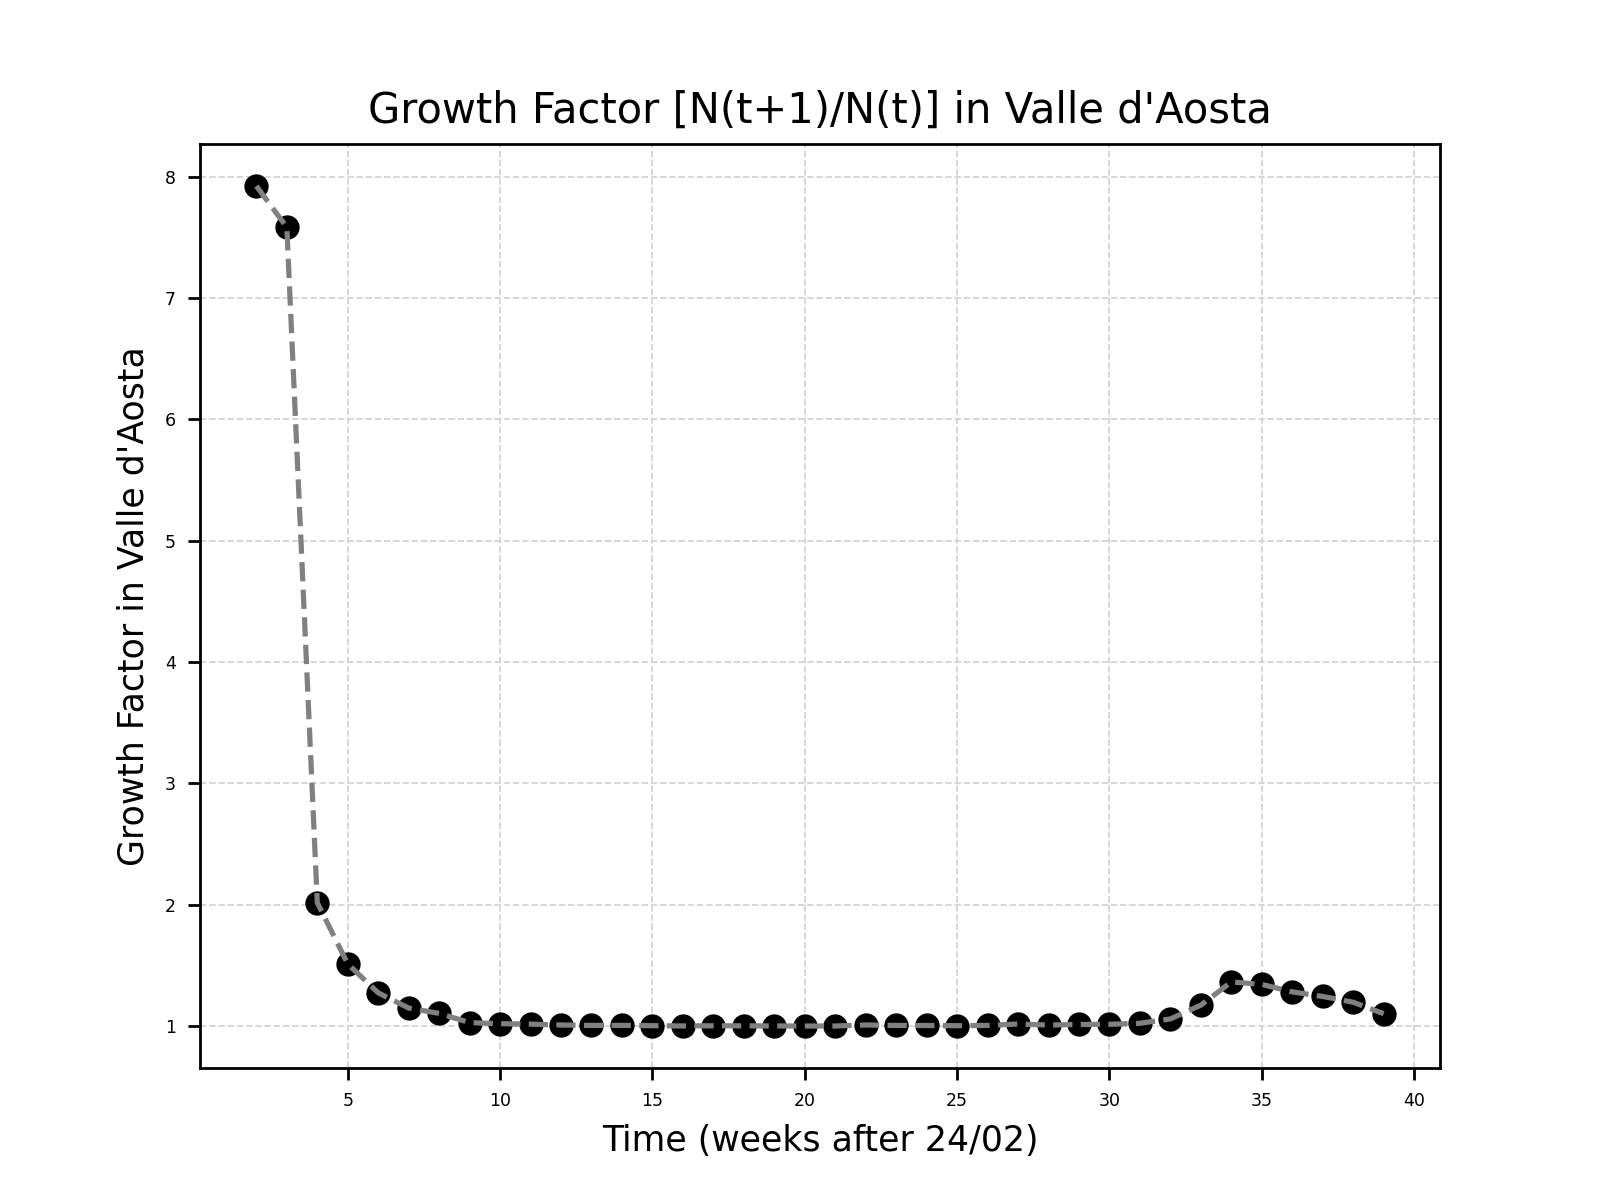 Growth Factor [N(t+1)/N(t)] in Valle d'Aosta
Growth Factor in Valle d'Aosta
8
7
6
5
4
3
2
1
5 10 15 20 25 30 35 40
Time (weeks after 24/02)